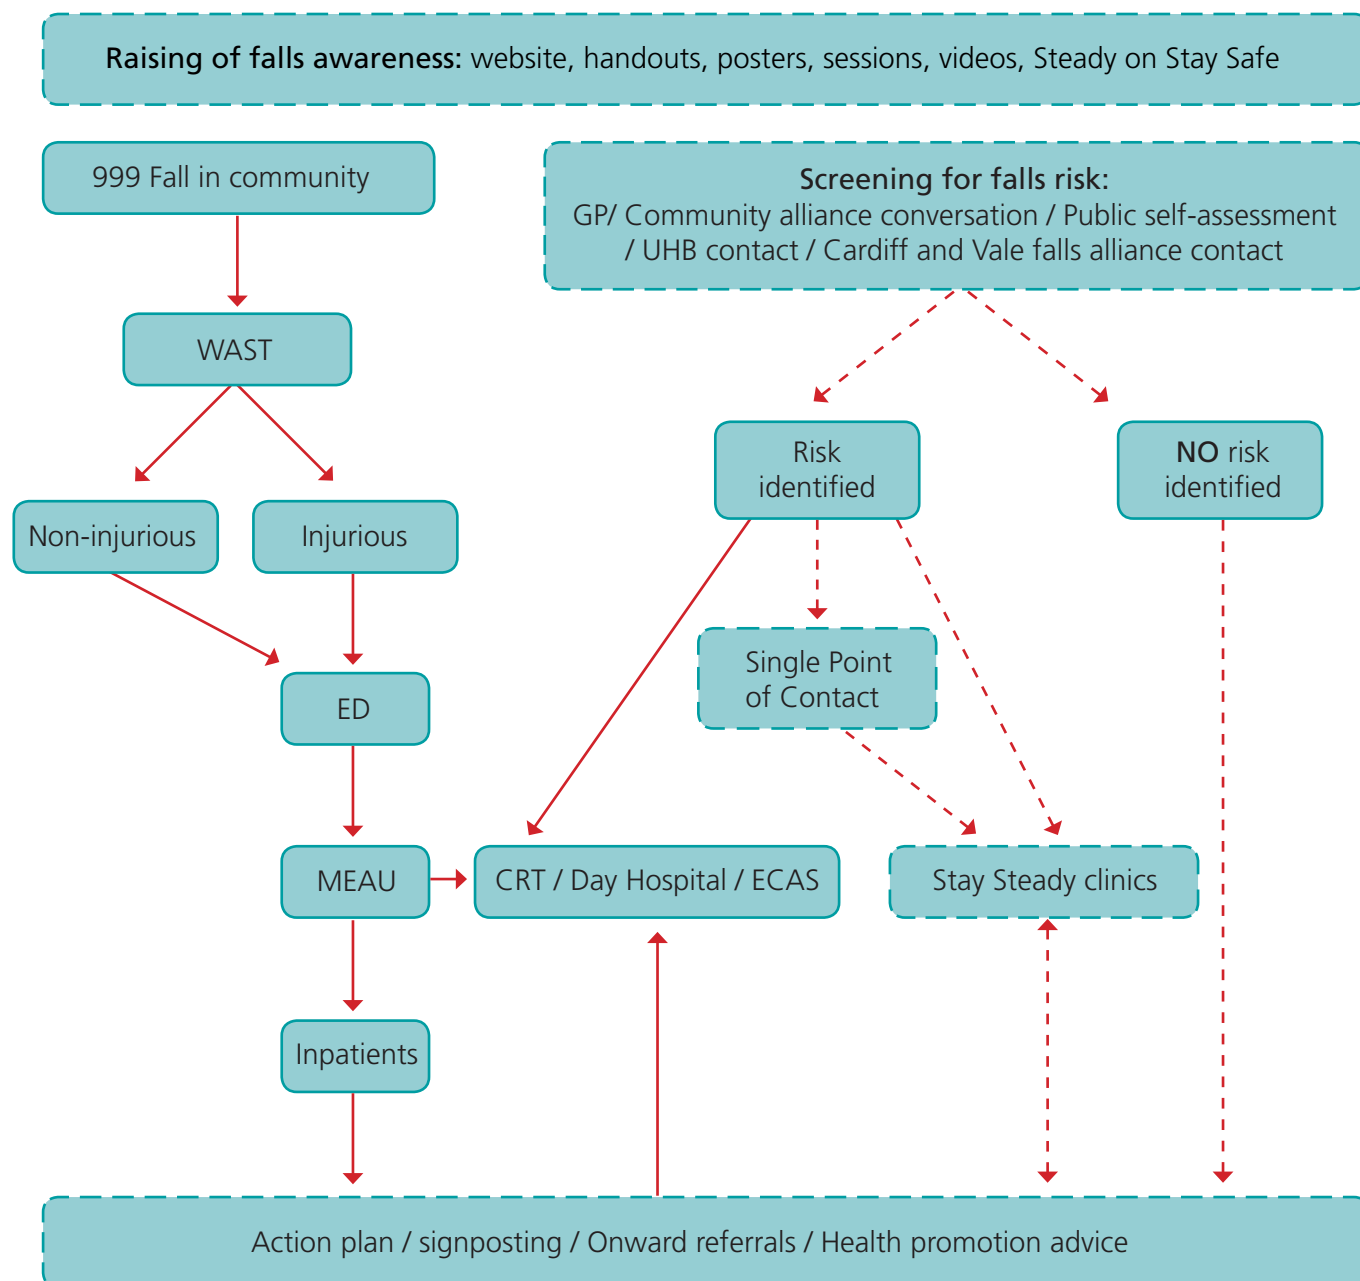 Raising of falls awareness: website, handouts, posters, sessions, videos, Steady on Stay Safe
999 Fall in community
Screening for falls risk:
GP/ Community alliance conversation / Public self-assessment
/ UHB contact / Cardiff and Vale falls alliance contact
WAST
Risk
identified
NO risk
identified
Non-injurious
Injurious
Single Point
of Contact
ED
MEAU
CRT / Day Hospital / ECAS
Stay Steady clinics
Inpatients
Action plan / signposting / Onward referrals / Health promotion advice